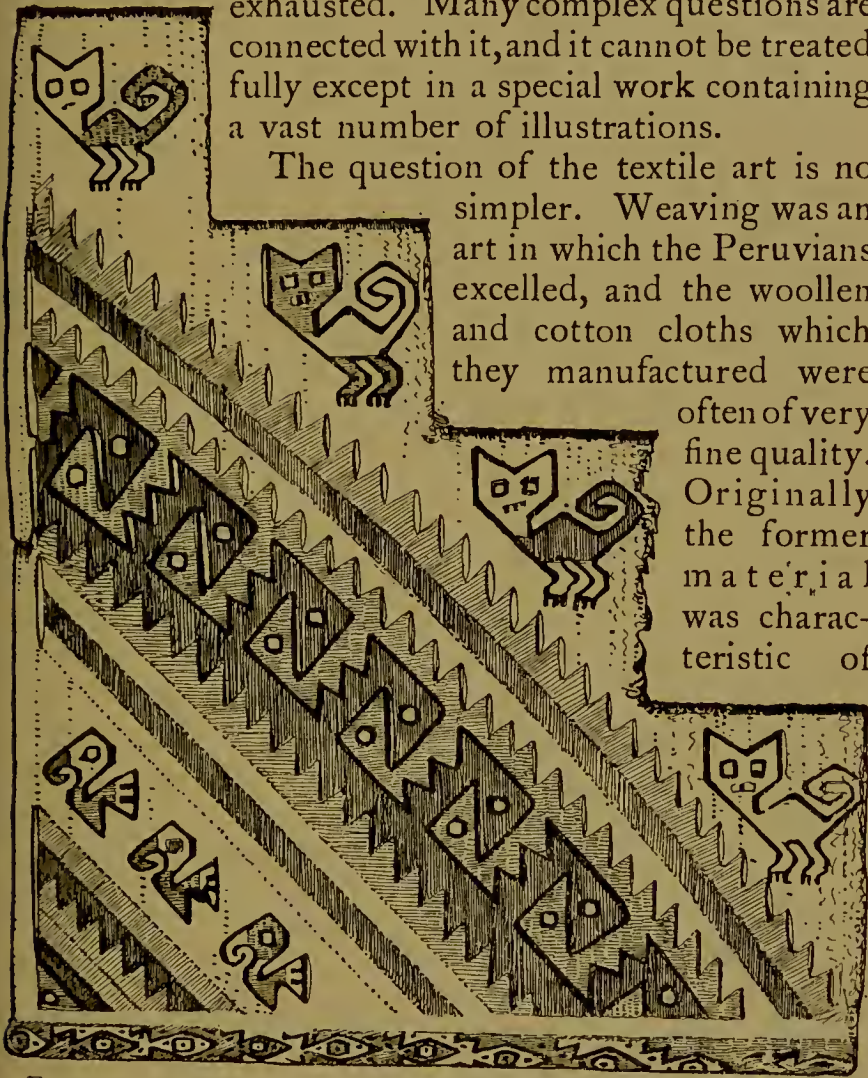 exhausted. Many complex questions are
connected with it, and it cannot be treated
fully except in a special work containing
a vast number of illustrations.
The question of the textile art is no
simpler. Weaving was an
art in which the Peruvians
excelled, and the woollen
and cotton cloths which
they manufactured were
often of very
fine quality.
Originally
the former
material
was charac-
teristic of